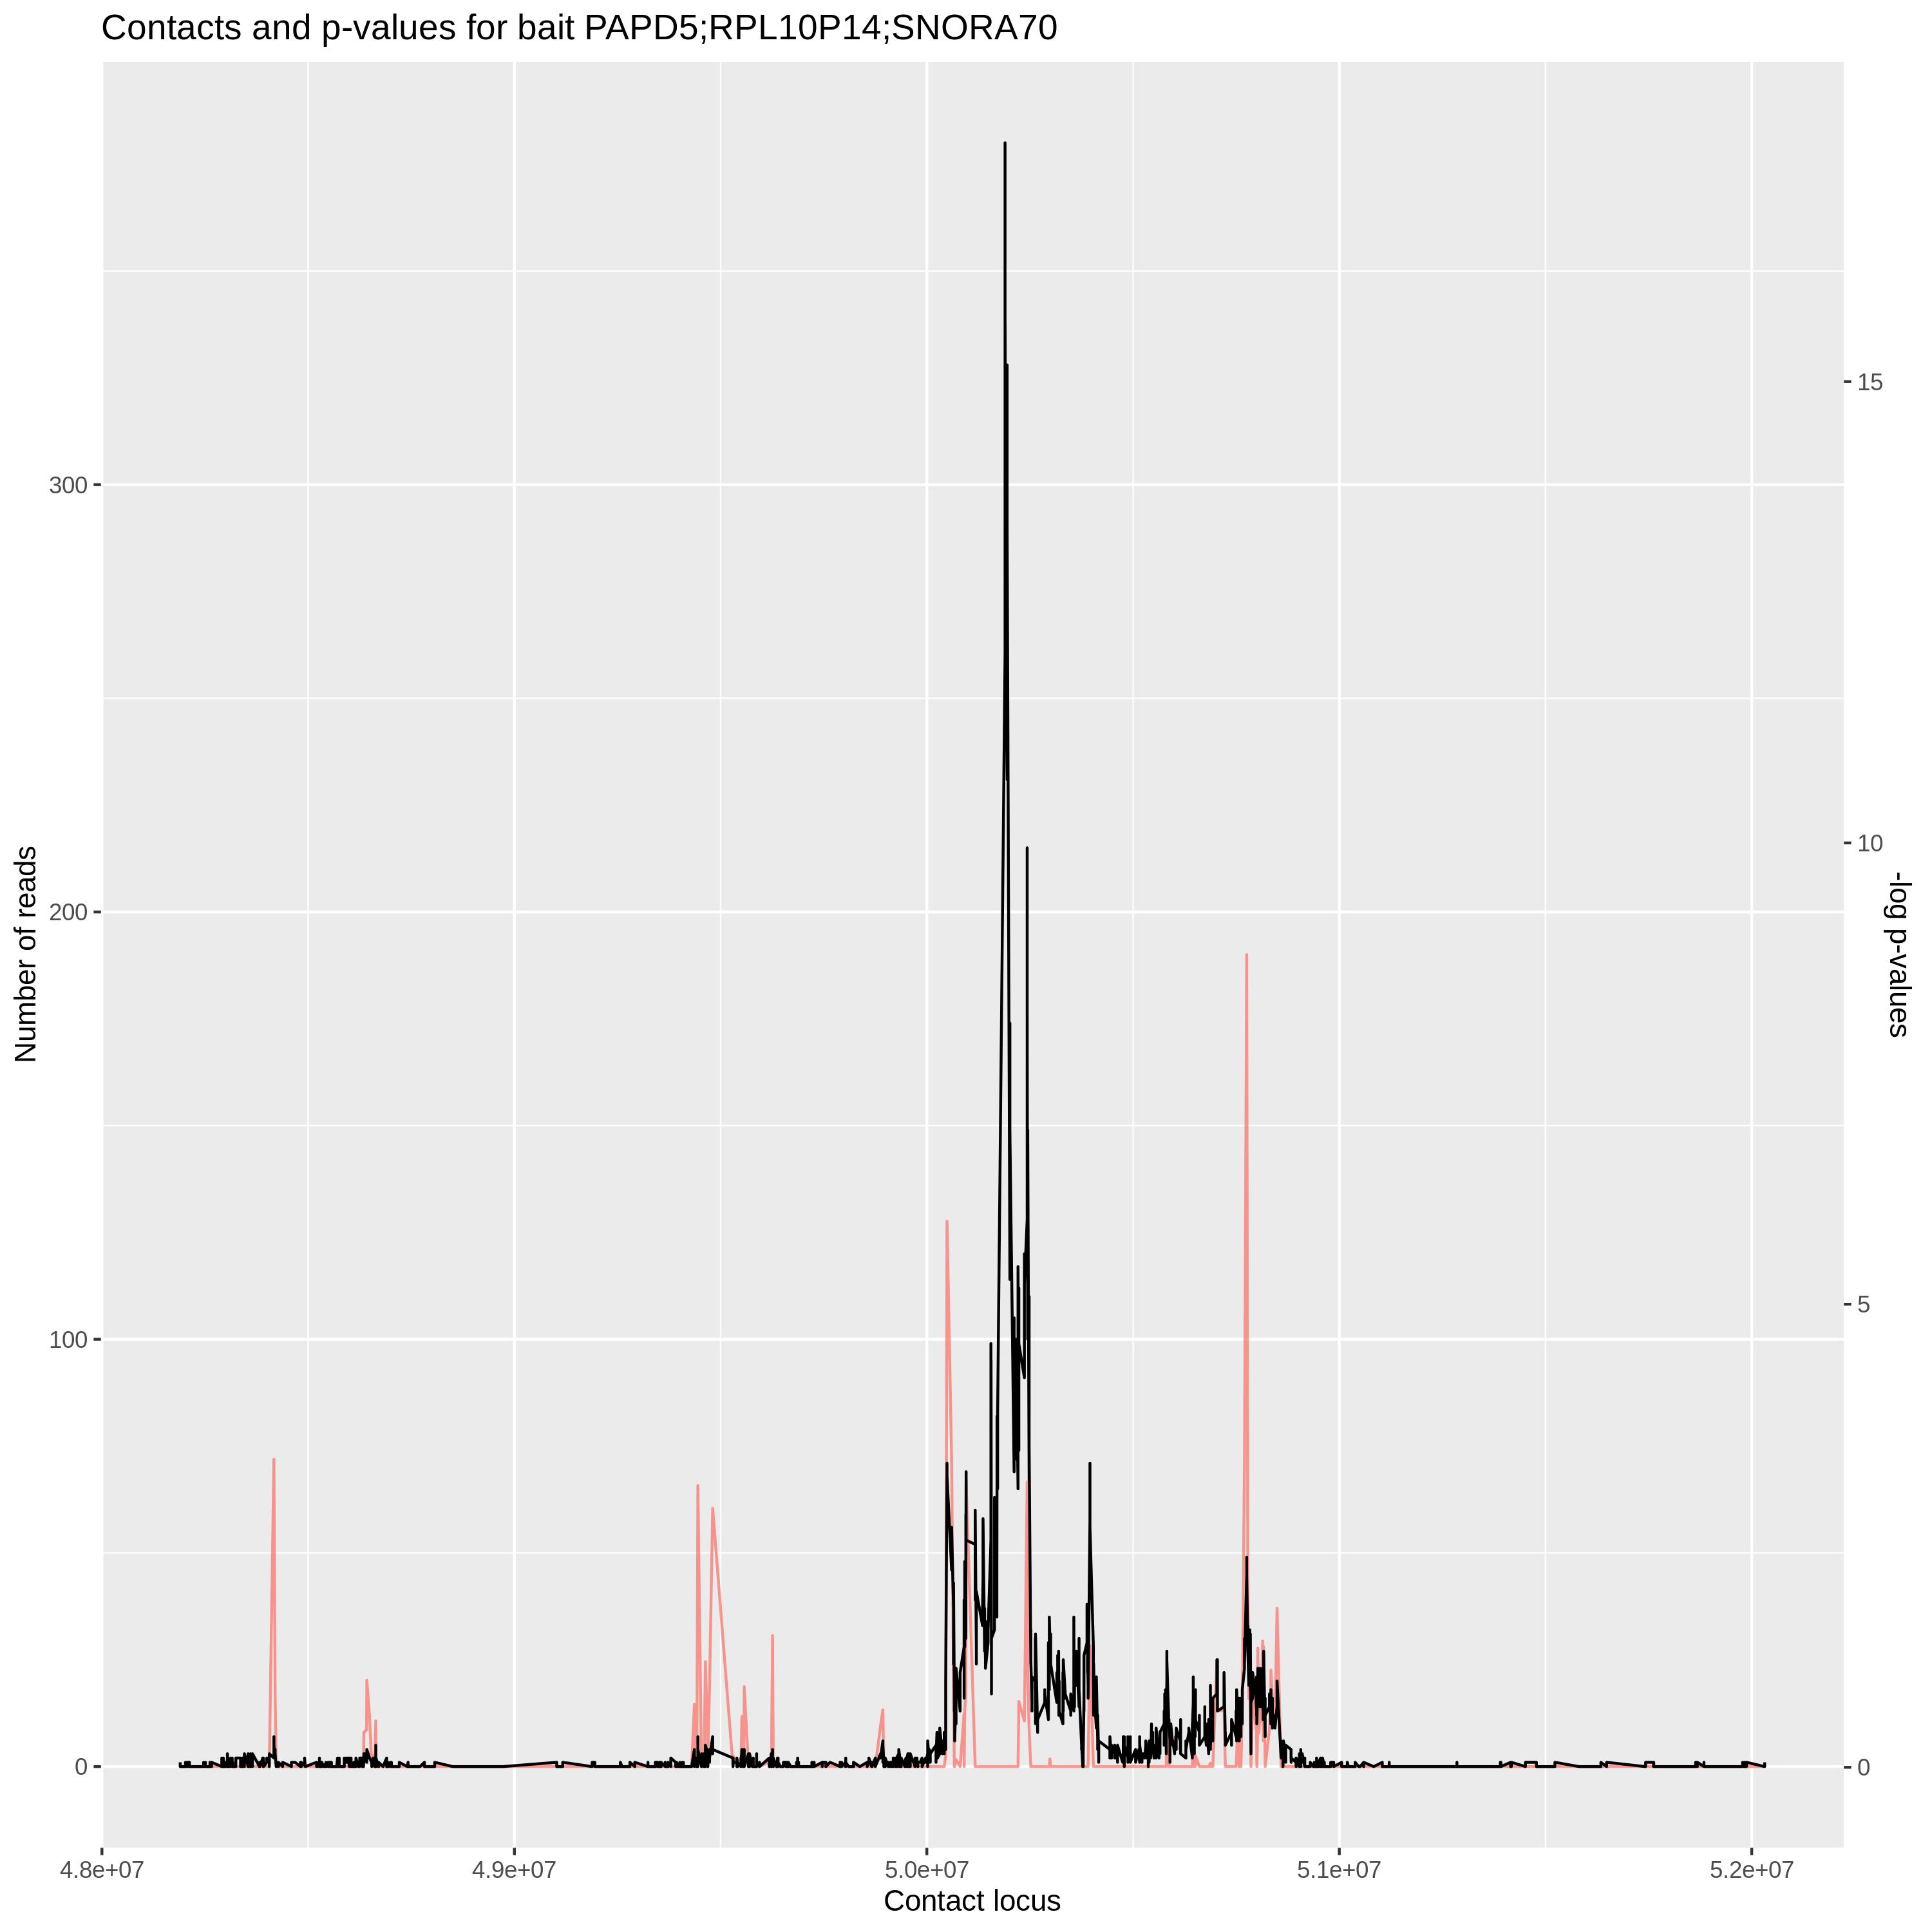 Contacts and p-values for bait PAPD5;RPL10P14;SNORA70
300
200
100
0
15
10
5
0
Number of reads
-log p-values
4.8e+07 4.9e+07 5.0e+07 5.1e+07 5.2e+07
Contact locus